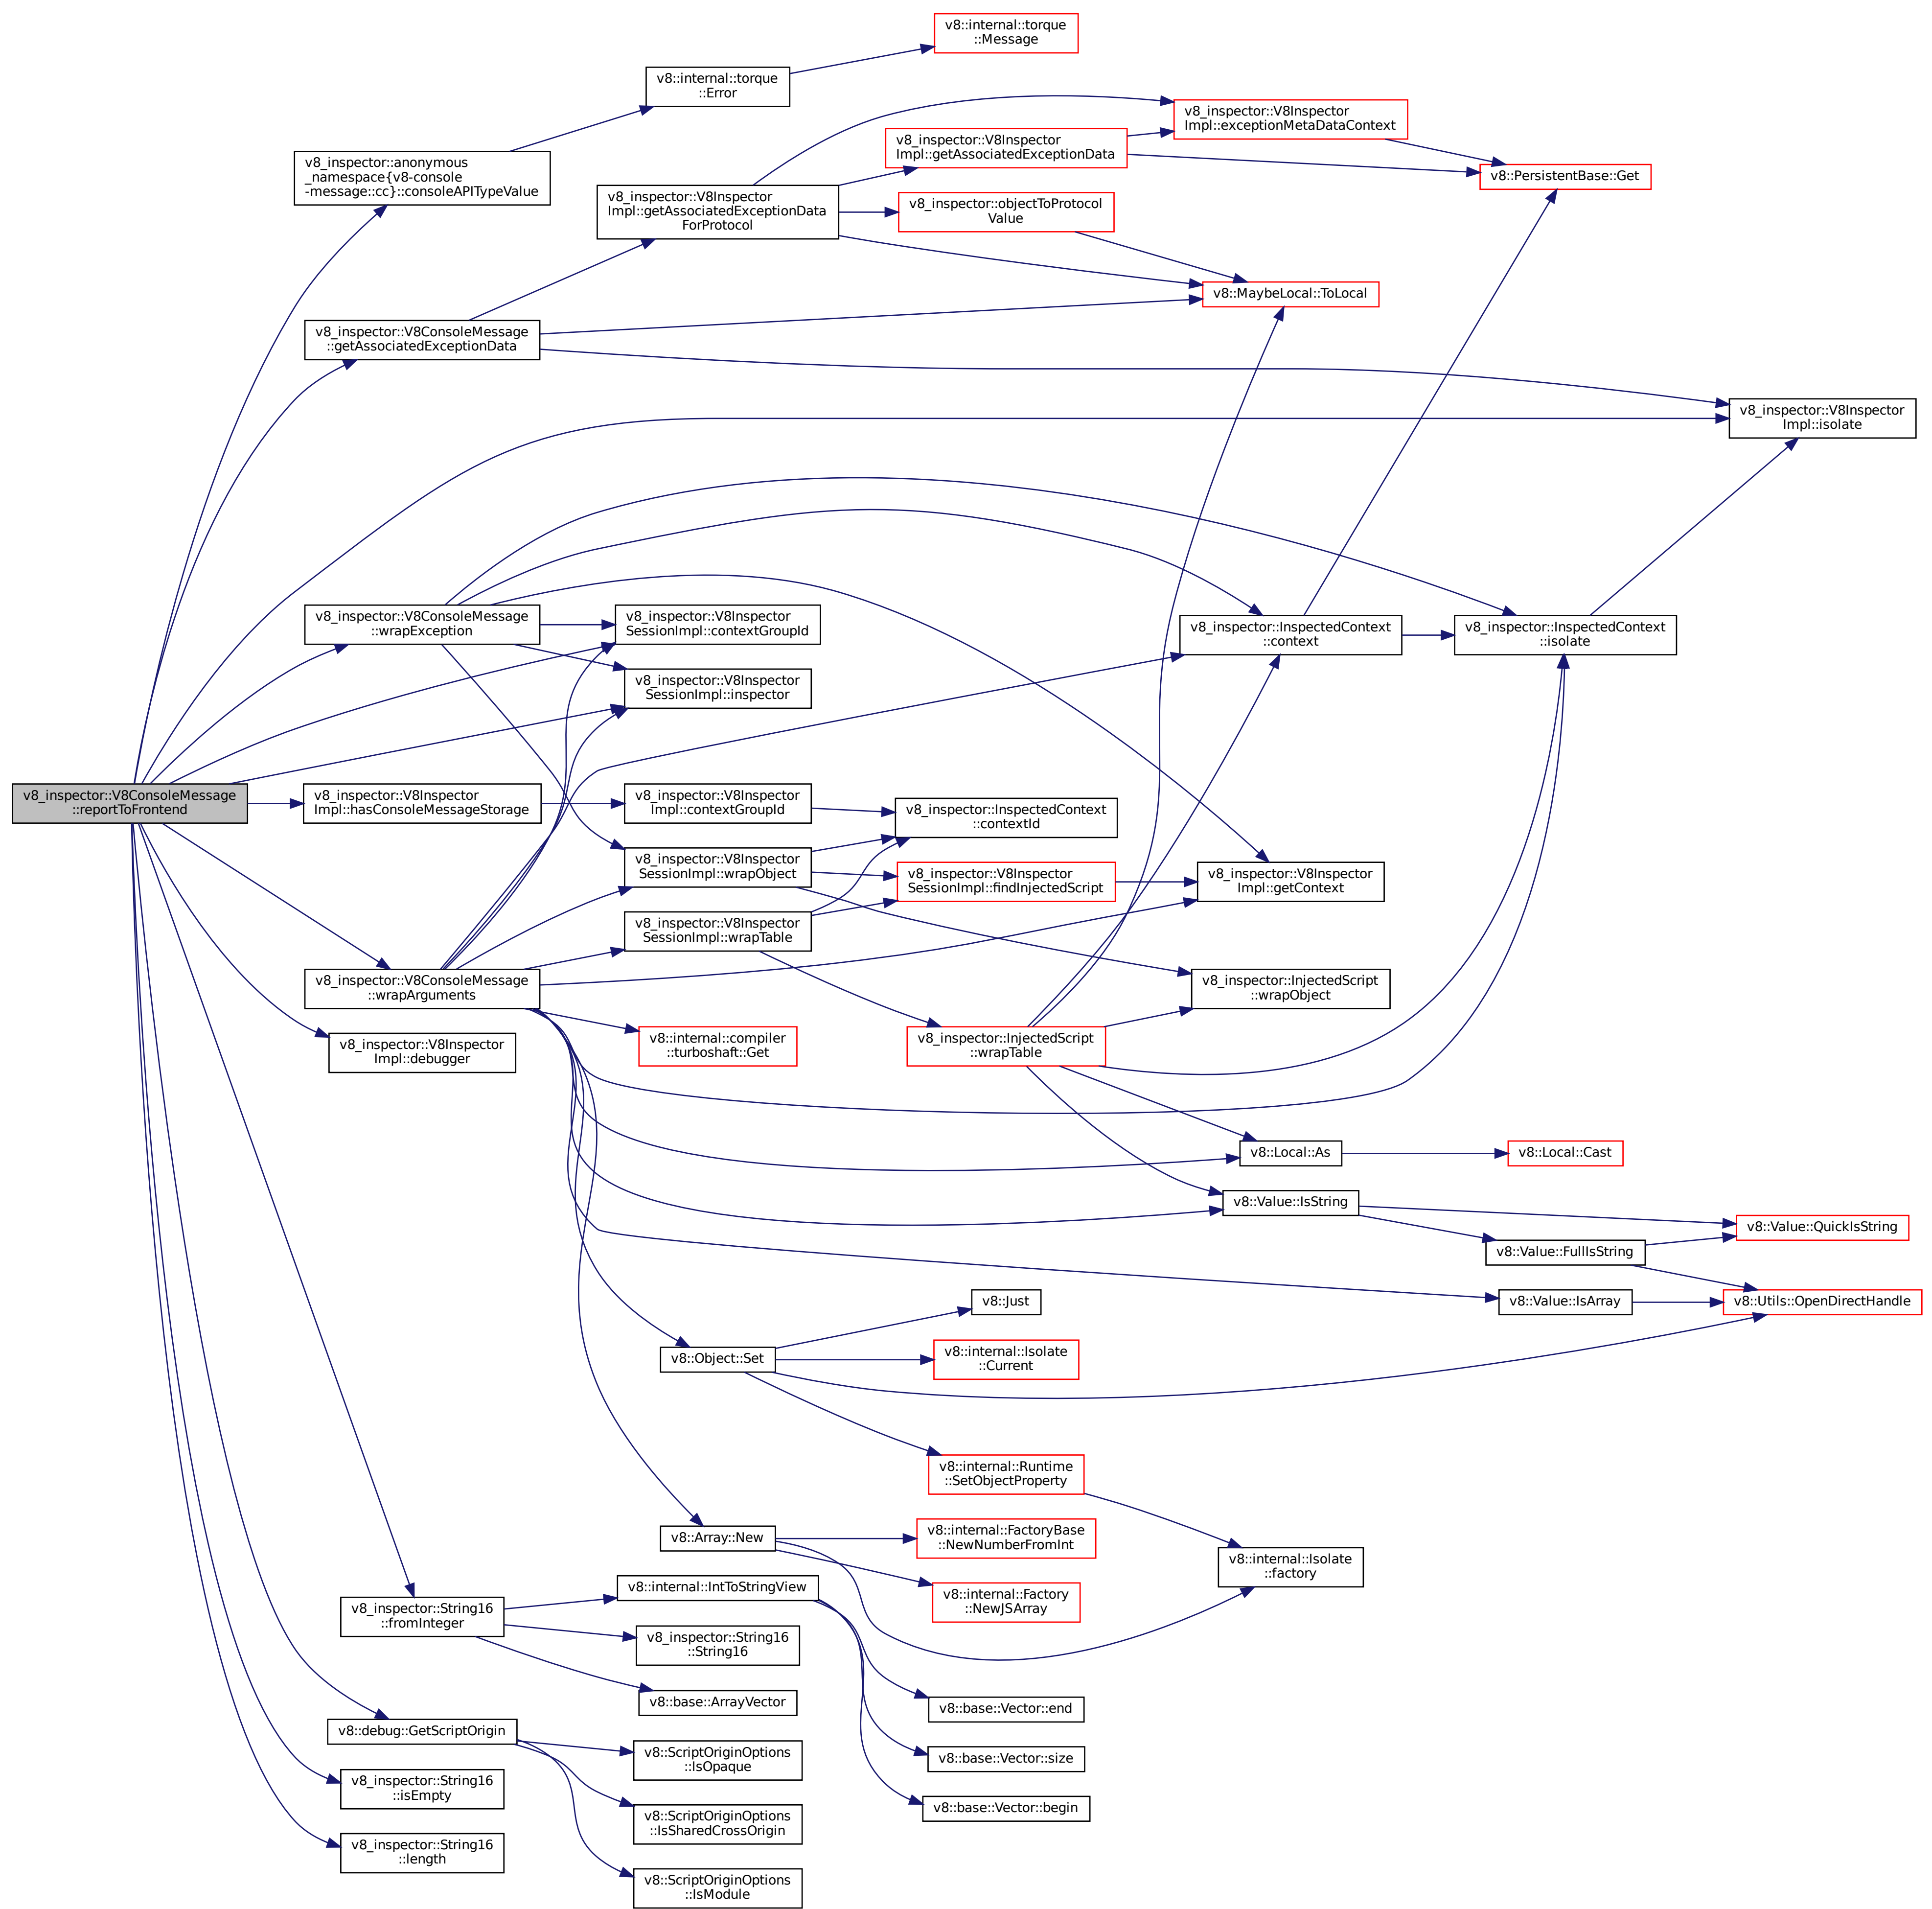 v8::internal::torque
::Message
v8::internal::torque
::Error
v8_inspector::anonymous
_namespace{v8-console
-message::cc}::consoleAPITypeValue
v8_inspector::V8Inspector
Impl::exceptionMetaDataContext
v8_inspector::V8Inspector
Impl::getAssociatedExceptionData
v8::PersistentBase::Get
v8_inspector::V8Inspector
Impl::getAssociatedExceptionData
ForProtocol
v8_inspector::objectToProtocol
Value
v8::MaybeLocal::ToLocal
v8_inspector::V8ConsoleMessage
::getAssociatedExceptionData
v8_inspector::V8Inspector
Impl::isolate
v8_inspector::V8ConsoleMessage
::wrapException
v8_inspector::V8Inspector
SessionImpl::contextGroupId
v8_inspector::InspectedContext
::context
v8_inspector::InspectedContext
::isolate
v8_inspector::V8Inspector
SessionImpl::inspector
v8_inspector::V8ConsoleMessage
::reportToFrontend
v8_inspector::V8Inspector
Impl::hasConsoleMessageStorage
v8_inspector::V8Inspector
Impl::contextGroupId
v8_inspector::InspectedContext
::contextId
v8_inspector::V8Inspector
SessionImpl::wrapObject
v8_inspector::V8Inspector
SessionImpl::findInjectedScript
v8_inspector::V8Inspector
Impl::getContext
v8_inspector::V8Inspector
SessionImpl::wrapTable
v8_inspector::V8ConsoleMessage
::wrapArguments
v8_inspector::InjectedScript
::wrapObject
v8_inspector::V8Inspector
Impl::debugger
v8::internal::compiler
::turboshaft::Get
v8_inspector::InjectedScript
::wrapTable
v8::Local::As
v8::Local::Cast
v8::Value::IsString
v8::Value::QuickIsString
v8::Value::FullIsString
v8::Just
v8::Value::IsArray
v8::Utils::OpenDirectHandle
v8::Object::Set
v8::internal::Isolate
::Current
v8::internal::Runtime
::SetObjectProperty
v8::Array::New
v8::internal::FactoryBase
::NewNumberFromInt
v8::internal::Isolate
::factory
v8::internal::IntToStringView
v8::internal::Factory
::NewJSArray
v8_inspector::String16
::fromInteger
v8_inspector::String16
::String16
v8::base::ArrayVector
v8::base::Vector::end
v8::debug::GetScriptOrigin
v8::ScriptOriginOptions
::IsOpaque
v8::base::Vector::size
v8_inspector::String16
::isEmpty
v8::ScriptOriginOptions
::IsSharedCrossOrigin
v8::base::Vector::begin
v8_inspector::String16
::length
v8::ScriptOriginOptions
::IsModule